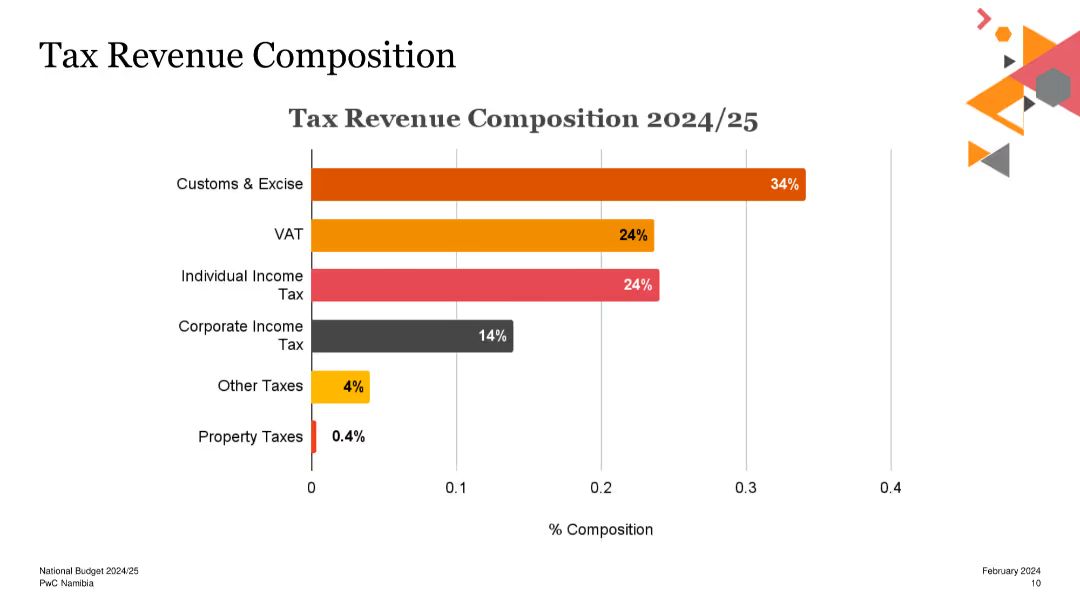 Tax Revenue Composition
Tax Revenue Composition 2024/25
Customs & Excise
34%
VAT
24%
Individual Income
Tax
24%
Corporate Income
Tax
14%
Other Taxes
4%
Property Taxes
0.4%
0
0.1
0.2
0.3
0.4
% Composition
National Budget 2024/25
PwC Namibia
February 2024
10